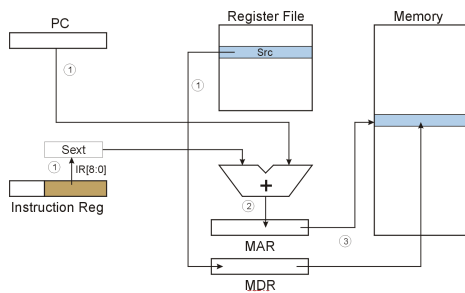 PC
Register File
Memory
Src
1
1
Sext
1
IR[8:0]
Instruction Reg
+
2
MAR
3
MDR